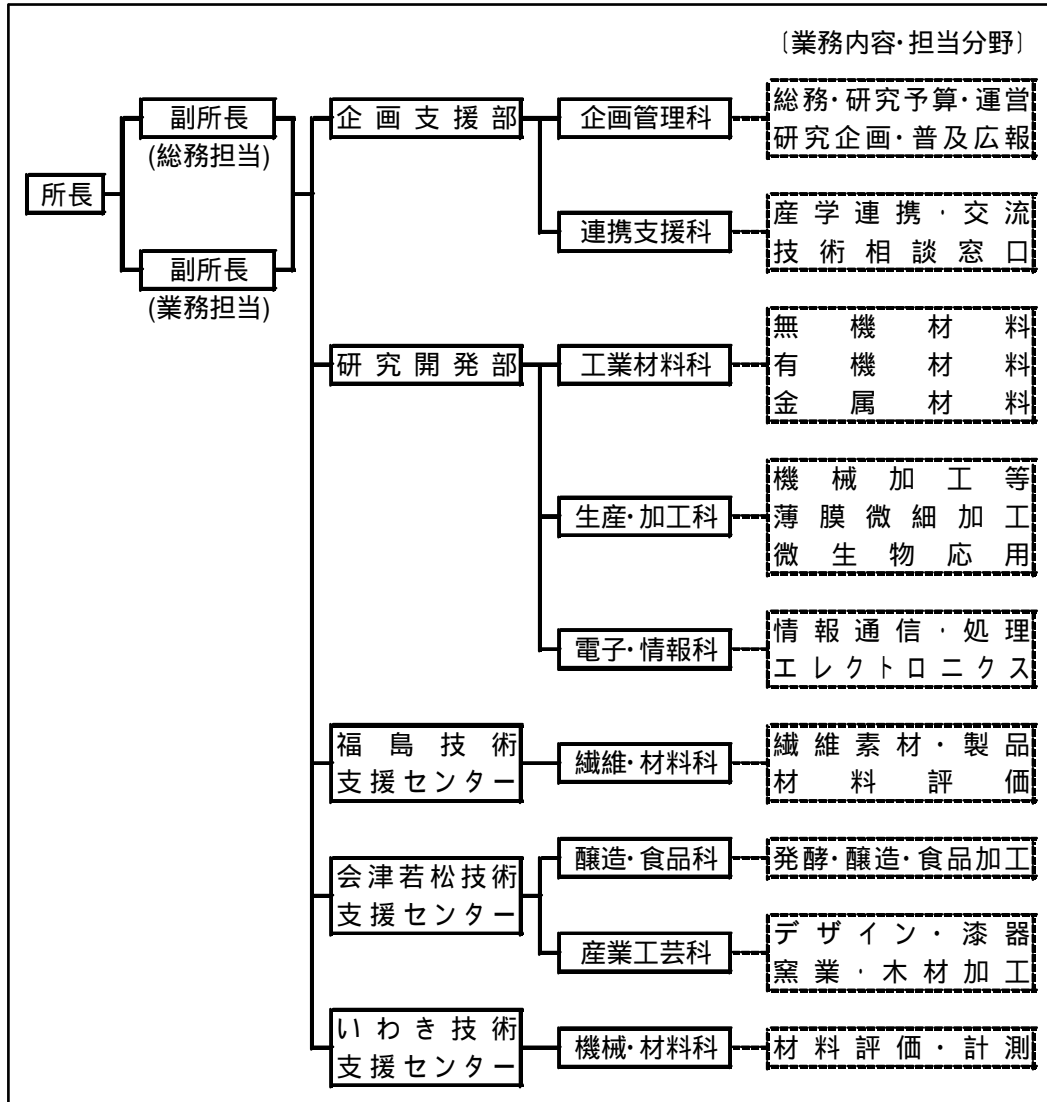 〔業務内容・担当分野〕
所長
副所長
(総務担当)
副所長
(業務担当)
企画支援部
企画管理科
総務・研究予算・運営
研究企画・普及広報
連携支援科
産学連携・交流
技術相談窓口
研究開発部
工業材料科
無機材料
有機材料
金属材料
生産・加工科
機械加工等
薄膜微細加工
微生物応用
電子・情報科
情報通信・処理
エレクトロニクス
福島技術
支援センター
繊維・材料科
繊維素材・製品
材料評価
会津若松技術
支援センター
醸造・食品科
発酵・醸造・食品加工
産業工芸科
デザイン・漆器
窯業・木材加工
いわき技術
支援センター
機械・材料科
材料評価・計測